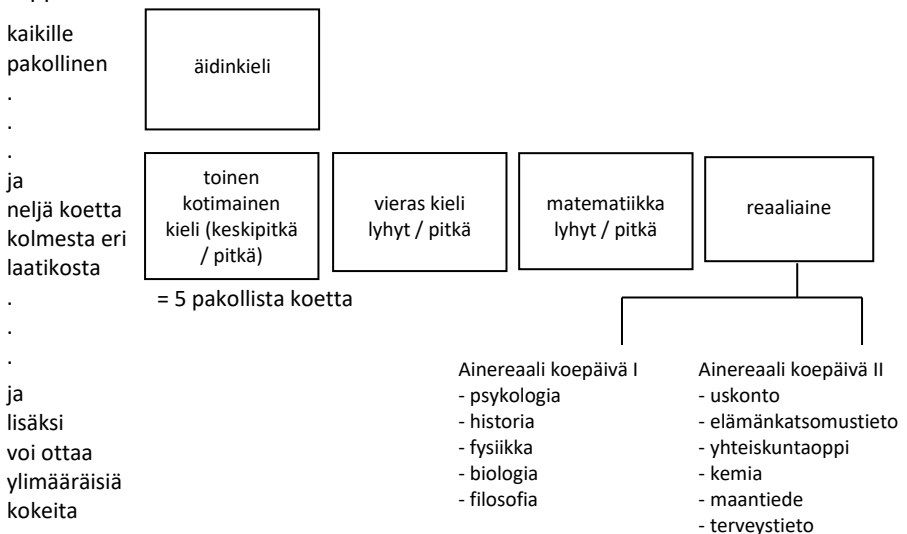 kaikille
pakollinen
.
.
.
äidinkieli
ja
neljä koetta
kolmesta eri
laatikosta
.
.
.
toinen
kotimainen
kieli (keskipitkä
/ pitkä)
vieras kieli
lyhyt / pitkä
matematiikka
lyhyt / pitkä
reaaliaine
= 5 pakollista koetta
ja
lisäksi
voi ottaa
ylimääräisiä
kokeita
Ainereaali koepäivä I
- psykologia
- historia
- fysiikka
- biologia
- filosofia
Ainereaali koepäivä II
- uskonto
- elämänkatsomustieto
- yhteiskuntaoppi
- kemia
- maantiede
- terveystieto